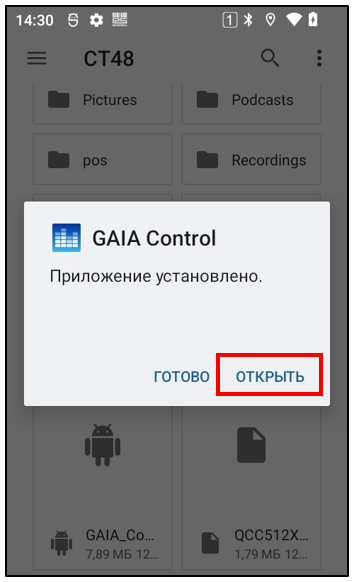 14:30 1
CT48
Pictures Podcasts
pos Recordings
GAIA Control
Приложение установлено.
ГОТОВО ОТКРЫТЬ
GAIA_Co... QCC512X...
7,89 МБ 12... 1,79 МБ 12...